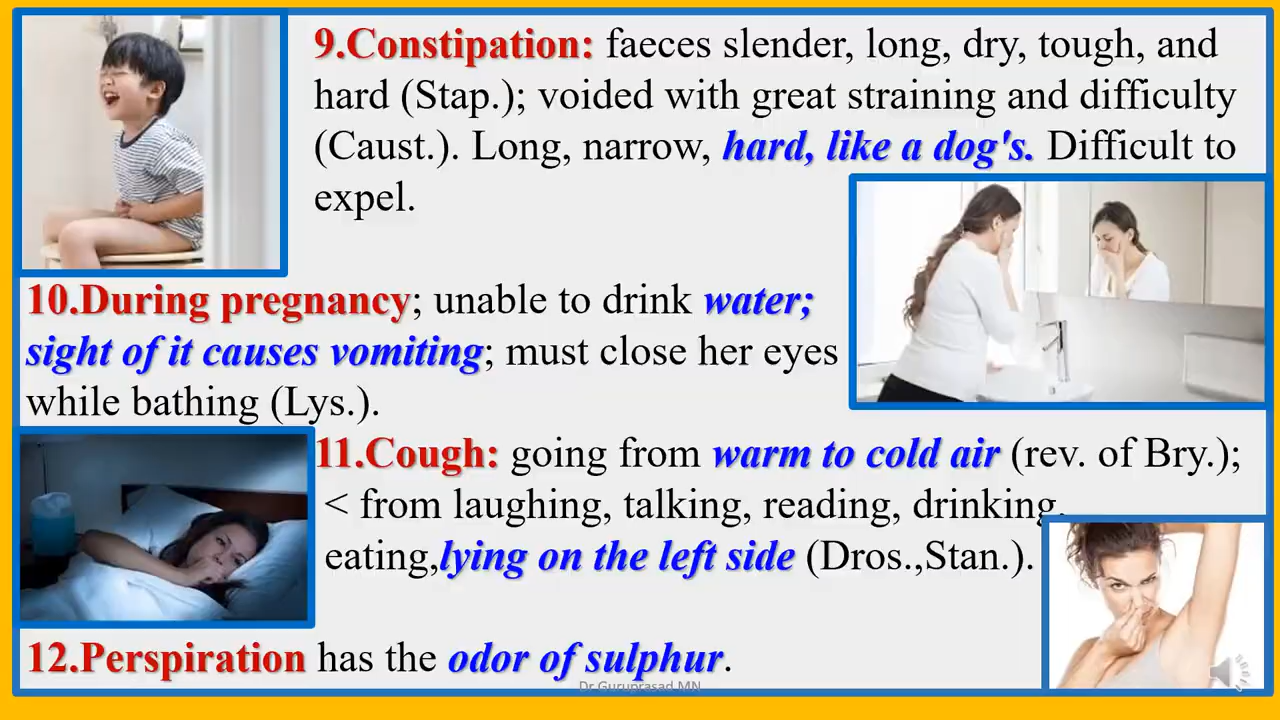 9.Constipation: faeces slender, long, dry, tough, and
hard (Stap.); voided with great straining and difficulty
(Caust.). Long, narrow, hard, like a dog's. Difficult to
expel.
10.During pregnancy; unable to drink water;
sight of it causes vomiting; must close her eyes
while bathing (Lys.).
11.Cough: going from warm to cold air (rev. of Bry.);
< from laughing, talking, reading, drinking,
eating,lying on the left side (Dros.,Stan.).
12.Perspiration has the odor of sulphur.
Dr Guruprasad MN